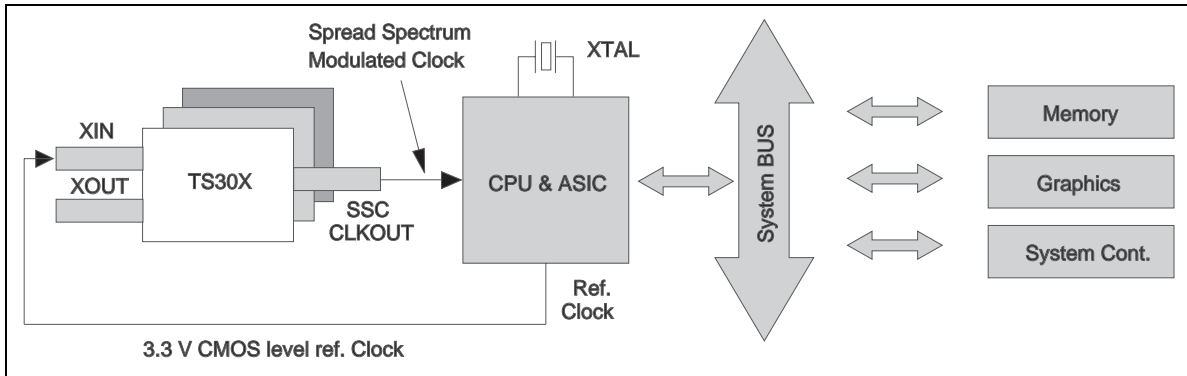 Spread Spectrum
Modulated Clock
XTAL
XIN
XOUT
TS30X
SSC
CLKOUT
CPU & ASIC
System BUS
Memory
Graphics
System Cont.
Ref.
Clock
3.3 V CMOS level ref. Clock